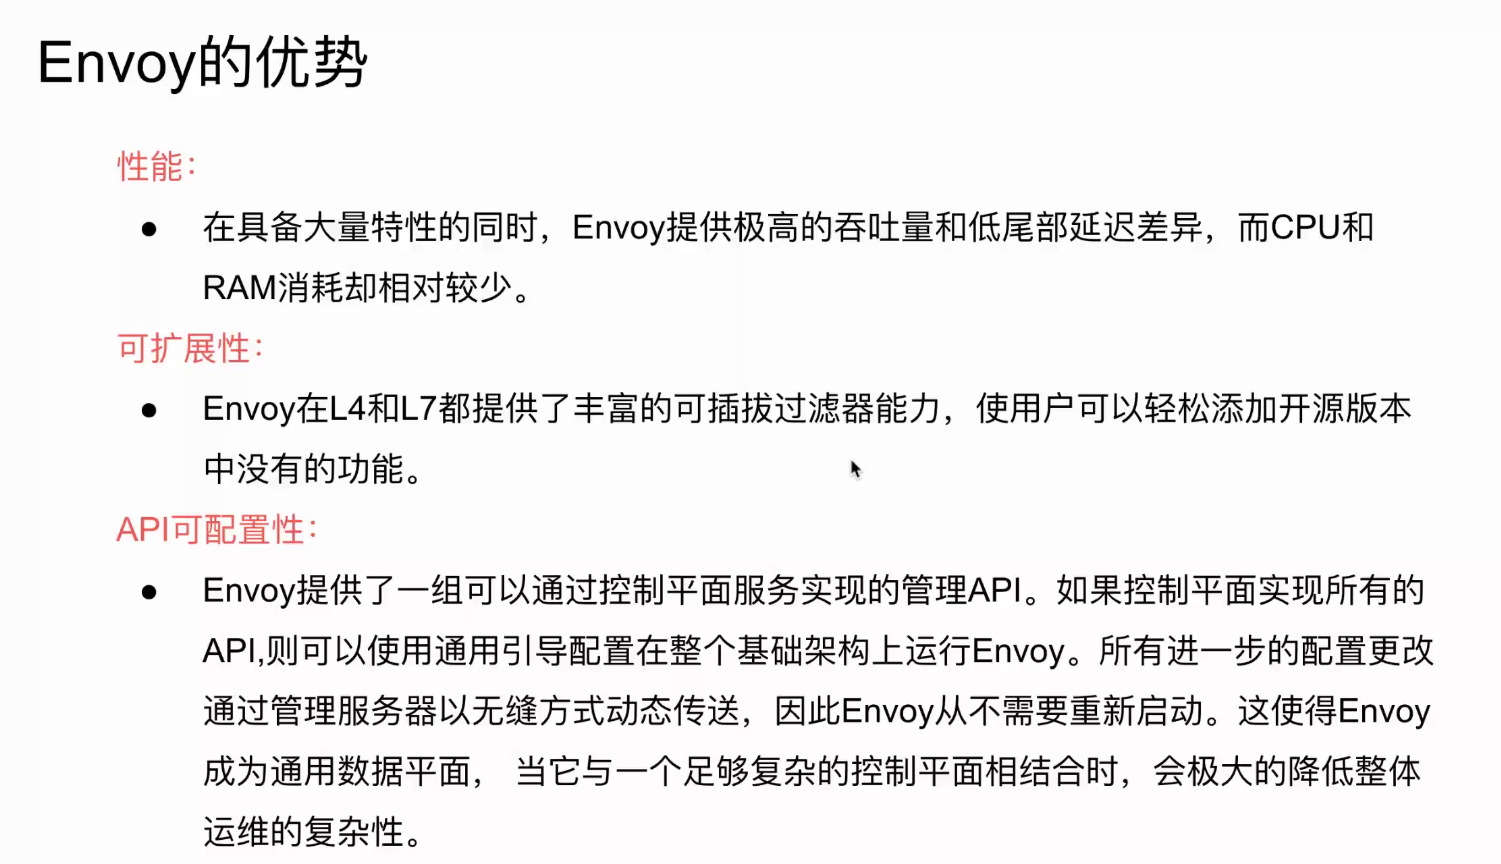 Envoy的优势
性能：
● 在具备大量特性的同时，Envoy提供极高的吞吐量和低尾部延迟差异，而CPU和
RAM消耗却相对较少。
可扩展性：
● Envoy在L4和L7都提供了丰富的可插拔过滤器能力，使用户可以轻松添加开源版本
中没有的功能。
API可配置性：
● Envoy提供了一组可以通过控制平面服务实现的管理API。如果控制平面实现所有的
API,则可以使用通用引导配置在整个基础架构上运行Envoy。所有进一步的配置更改
通过管理服务器以无缝方式动态传送，因此Envoy从不需要重新启动。这使得Envoy
成为通用数据平面， 当它与一个足够复杂的控制平面相结合时，会极大的降低整体
运维的复杂性。